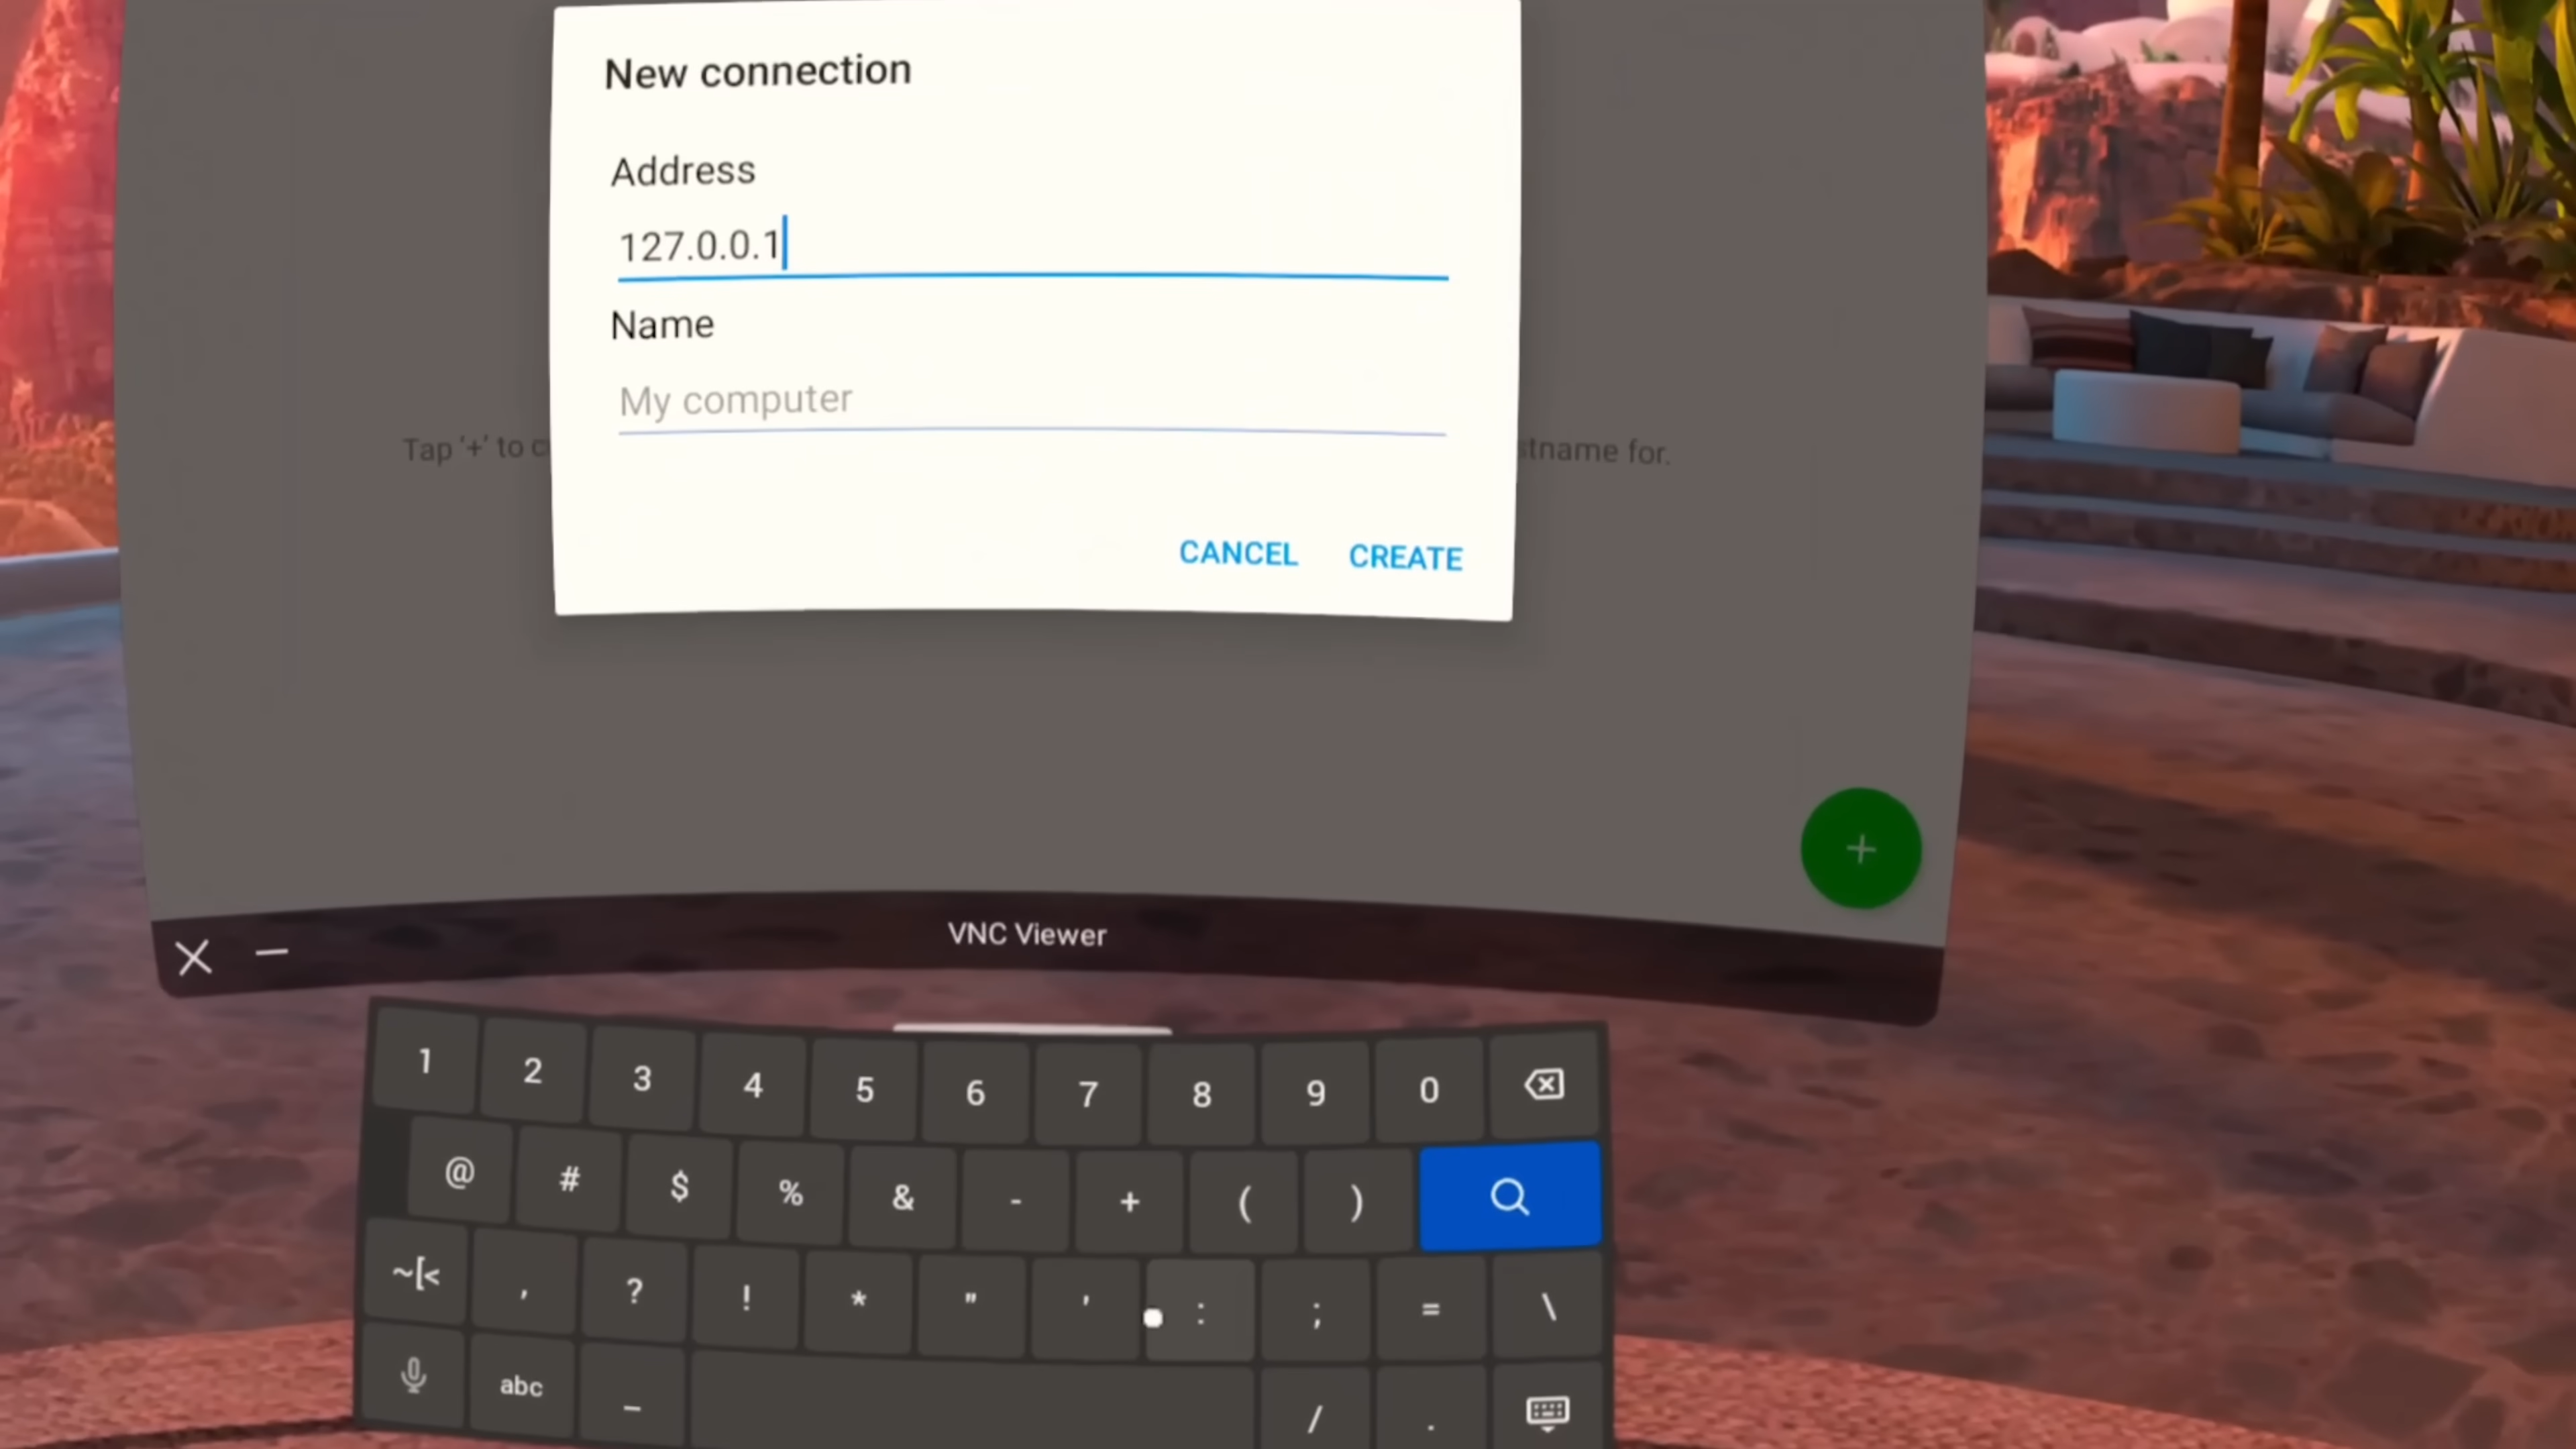 New connection
Address
127.0.0.1
Name
My computer
Tap '+' to c
stname for.
CANCEL CREATE
+
VNC Viewer
1 2 3 4 5 6 7 8 9 0
@ # $ % & - + ( )
~[< , ? ! * " ' : ; = \
abc _ / .